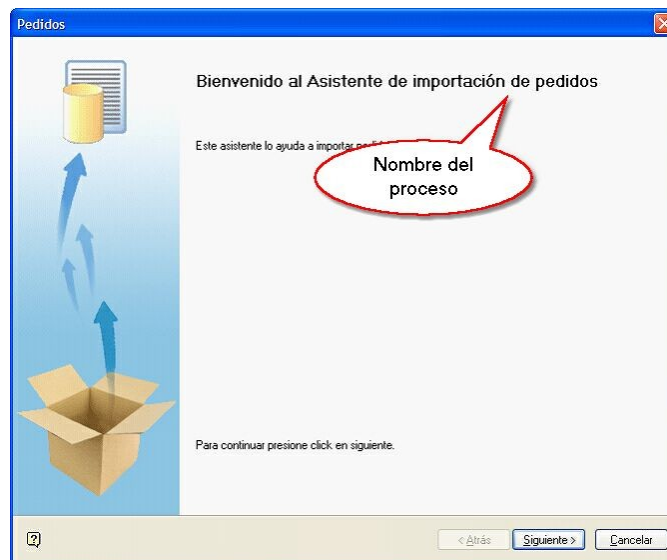 Pedidos
Bienvenido al Asistente de importación de pedidos
Este asistente lo ayuda a importar
Nombre del
proceso
Para continuar presione click en siguiente.
< Atrás Siguiente > Cancelar